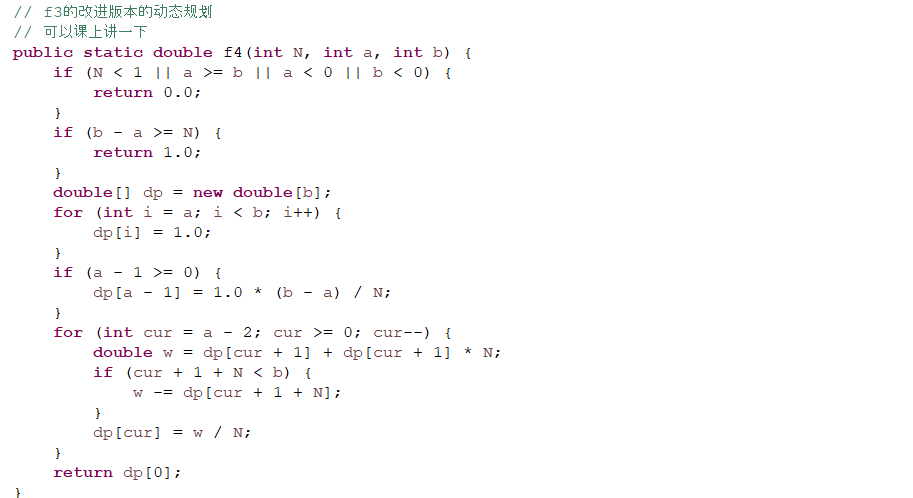 // f3的改进版本的动态规划
// 可以课上讲一下
public static double f4(int N, int a, int b) {
    if (N < 1 || a >= b || a < 0 || b < 0) {
        return 0.0;
    }
    if (b - a >= N) {
        return 1.0;
    }
    double[] dp = new double[b];
    for (int i = a; i < b; i++) {
        dp[i] = 1.0;
    }
    if (a - 1 >= 0) {
        dp[a - 1] = 1.0 * (b - a) / N;
    }
    for (int cur = a - 2; cur >= 0; cur--) {
        double w = dp[cur + 1] + dp[cur + 1] * N;
        if (cur + 1 + N < b) {
            w -= dp[cur + 1 + N];
        }
        dp[cur] = w / N;
    }
    return dp[0];
}